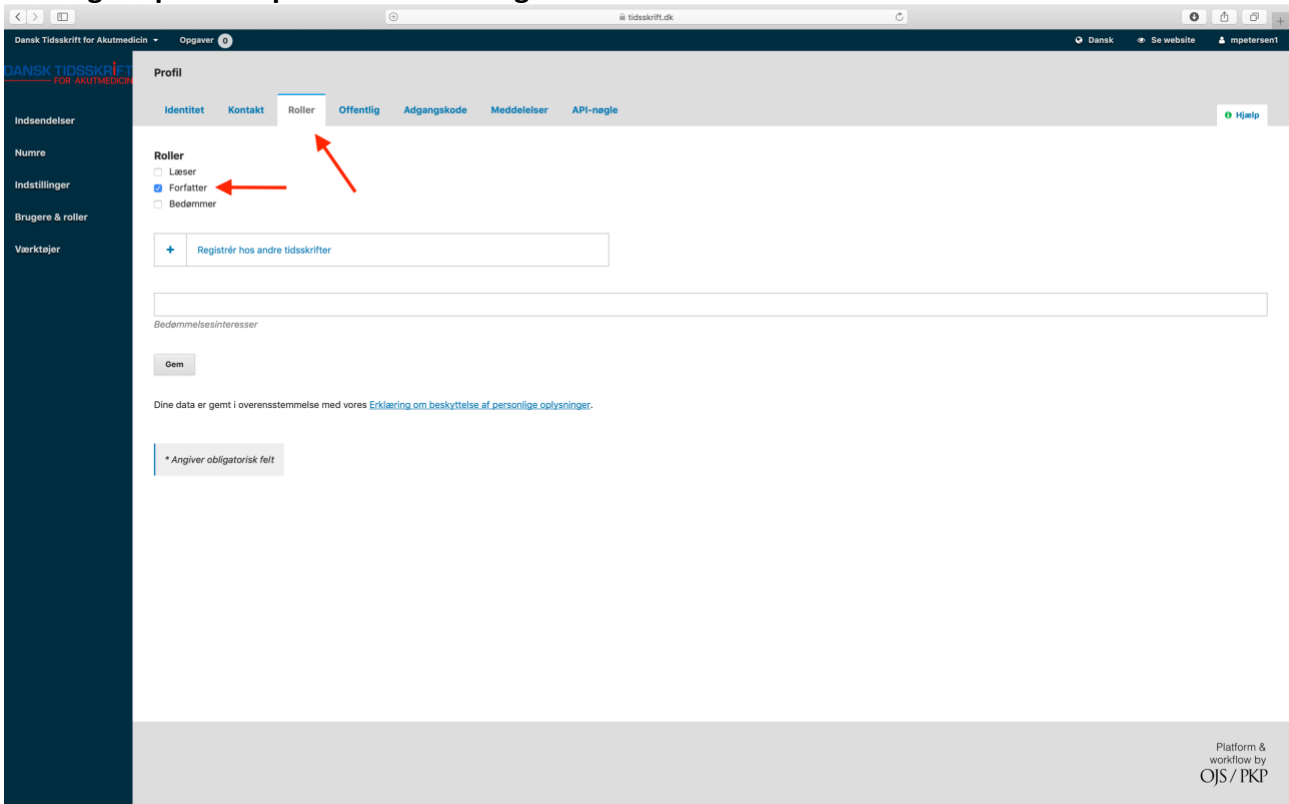 tidsskrift.dk
Dansk Tidsskrift for Akutmedicin Opgaver 0 Dansk Se website mpetersen1
DANSK TIDSSKRIFT
FOR AKUTMEDICIN
Profil
Identitet Kontakt Roller Offentlig Adgangskode Meddelelser API-nøgle
Hjælp
Indsendelser
Numre
Indstillinger
Brugere & roller
Værktøjer
Roller
Læser
Forfatter
Bedømmer
+ Registrér hos andre tidsskrifter
Bedømmelsesinteresser
Gem
Dine data er gemt i overensstemmelse med vores Erklæring om beskyttelse af personlige oplysninger.
* Angiver obligatorisk felt
Platform &
workflow by
OJS / PKP